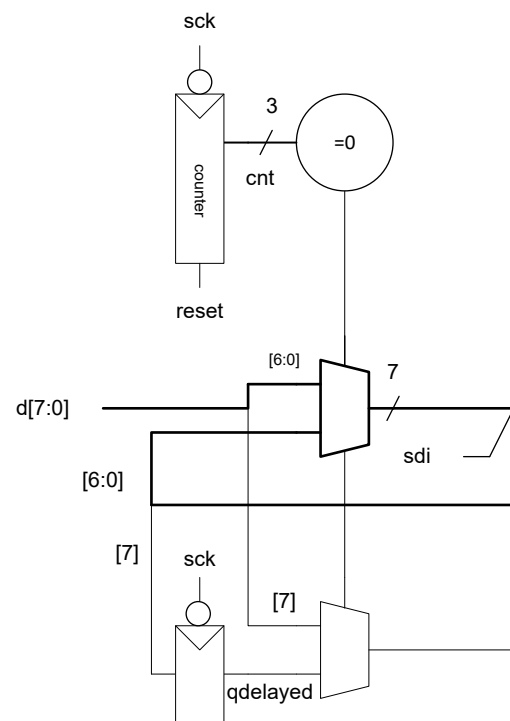 sck
3
=0
cnt
counter
reset
[6:0]
7
d[7:0]
sdi
[6:0]
[7]
sck
[7]
qdelayed